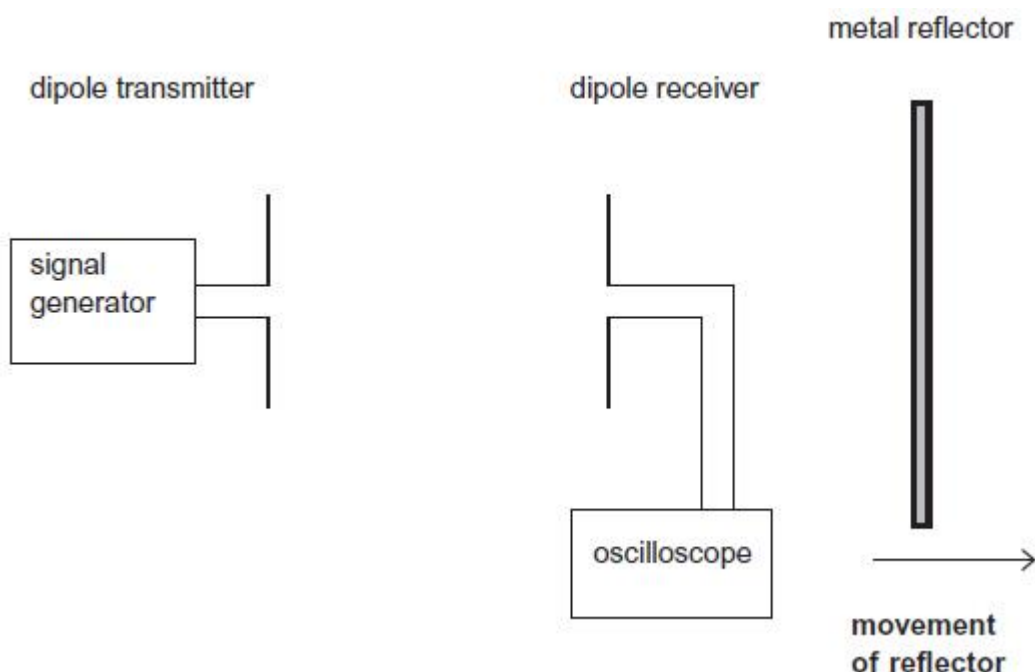 metal reflector
dipole transmitter
dipole receiver
signal
generator
oscilloscope
movement
of reflector